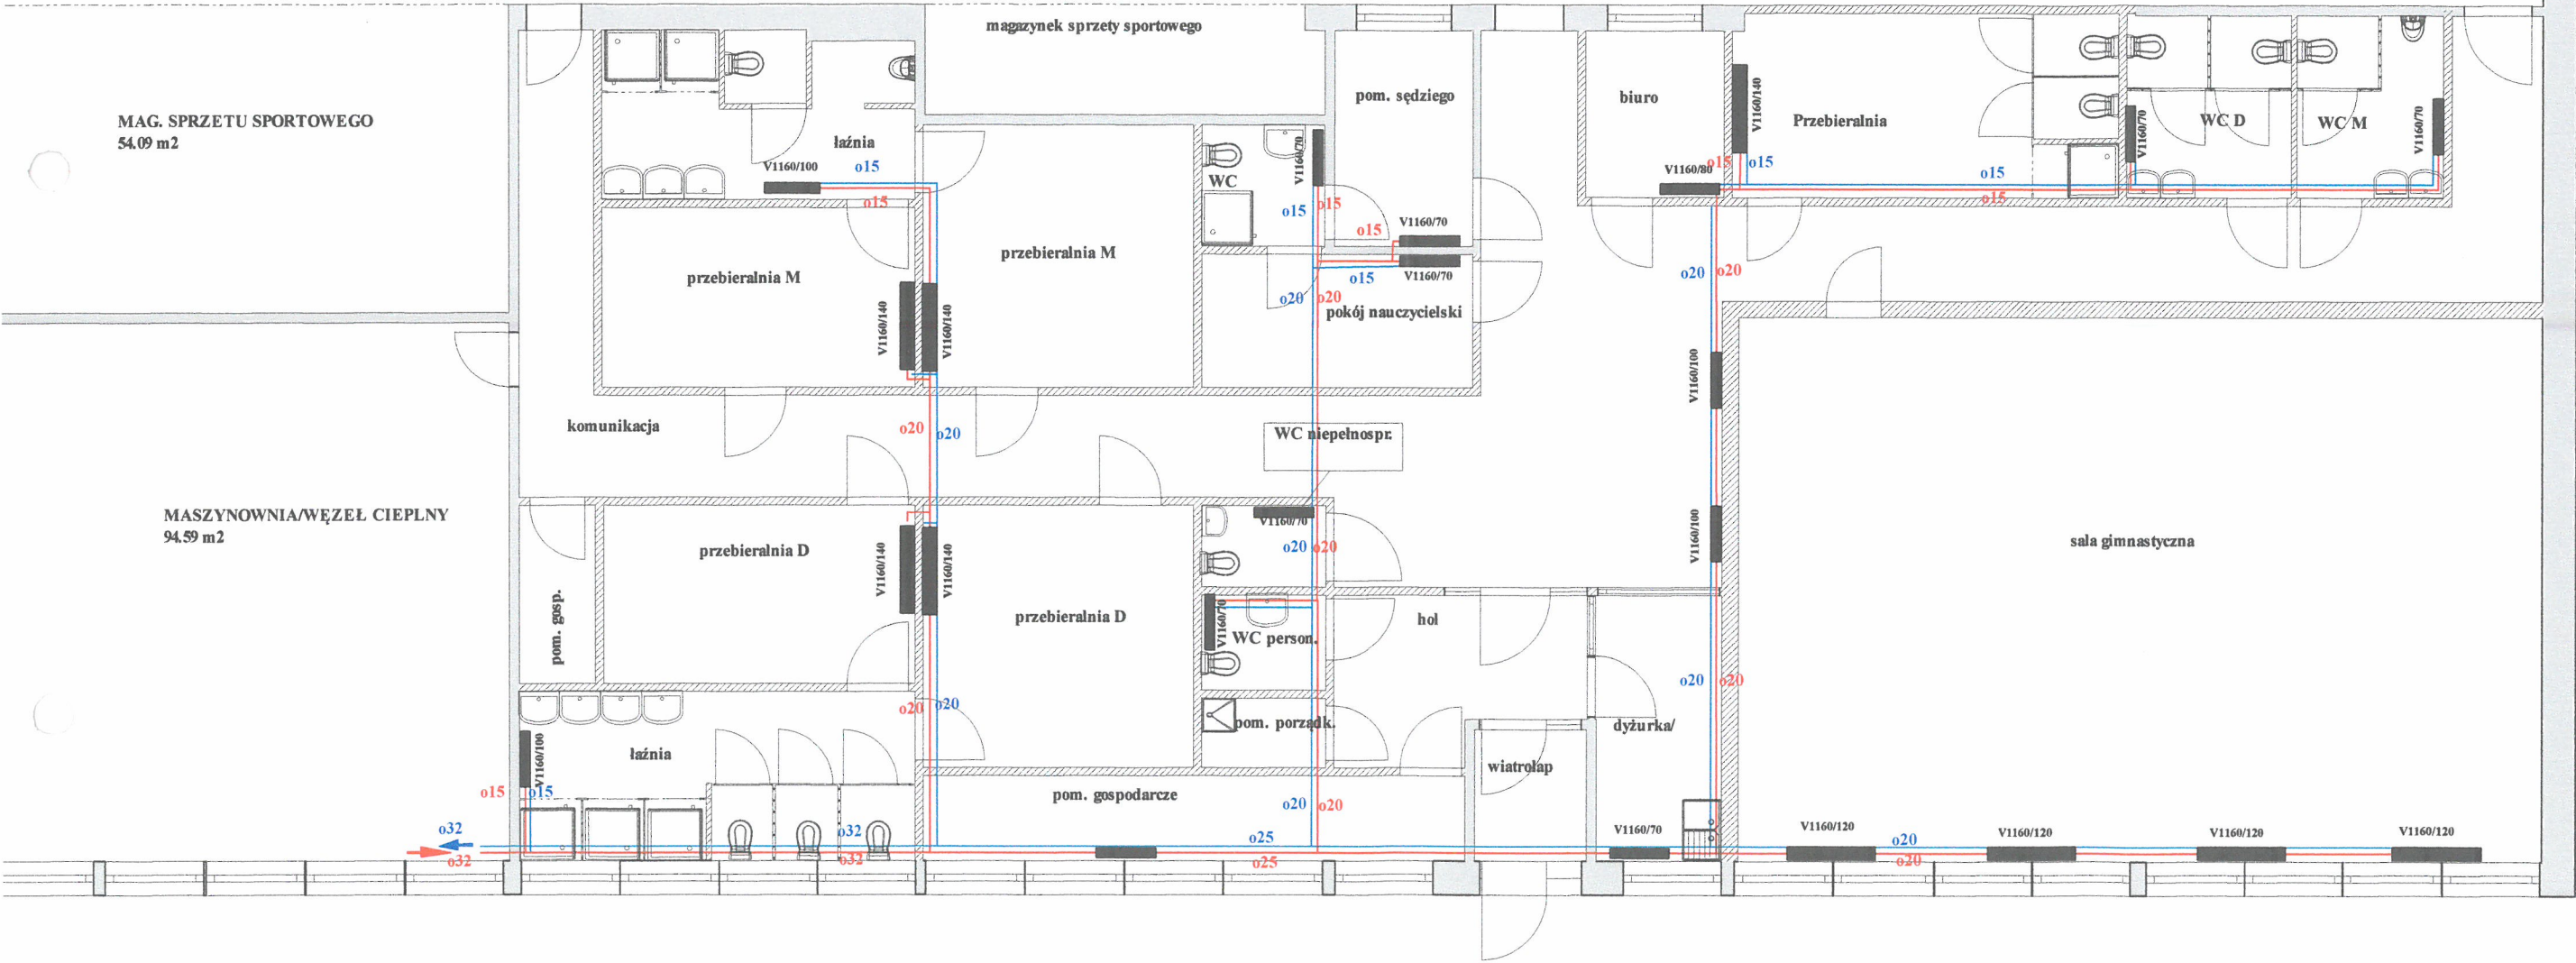 magazynek sprzety sportowego
MAG. SPRZETU SPORTOWEGO
54.09 m2
łaźnia
V1160/100
o15
o15
przebieralnia M
V1160/140
V1160/140
przebieralnia M
WC
V1160/70
o15
o15
pom. sędziego
o15
V1160/70
V1160/70
o15
o20
o20
pokój nauczycielski
biuro
V1160/80
V1160/140
o15
o15
Przebieralnia
o15
o15
V1160/70
WC D
WC M
V1160/70
o20
o20
V1160/100
V1160/100
komunikacja
o20
o20
WC niepełnospr.
V1160/70
o20
o20
MASZYNOWNIA/WĘZEŁ CIEPLNY
94.59 m2
pom. gosp.
przebieralnia D
V1160/140
V1160/140
przebieralnia D
V1160/70
WC person.
hol
sala gimnastyczna
o20
o20
o20
o20
pom. porządk.
dyżurka/
wiatrołap
łaźnia
V1160/100
o15
o15
pom. gospodarcze
o20
o20
o32
o32
o32
o32
o25
o25
V1160/70
V1160/120
o20
o20
V1160/120
V1160/120
V1160/120